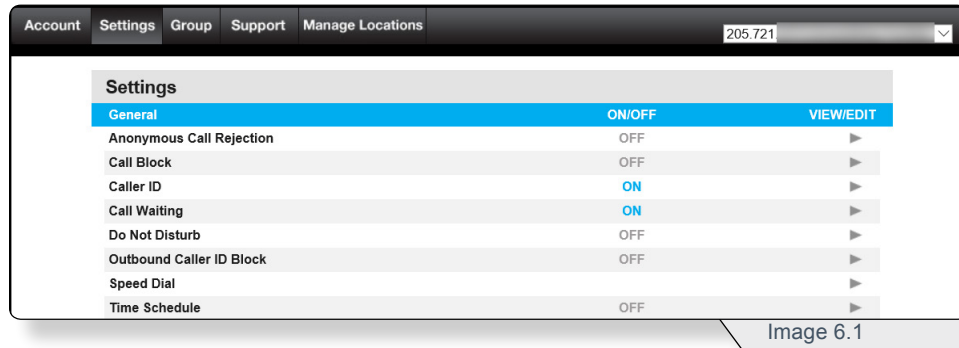 Account Settings Group Support Manage Locations
205.721
Settings
General ON/OFF VIEW/EDIT
Anonymous Call Rejection OFF
Call Block OFF
Caller ID ON
Call Waiting ON
Do Not Disturb OFF
Outbound Caller ID Block OFF
Speed Dial
Time Schedule OFF
Image 6.1